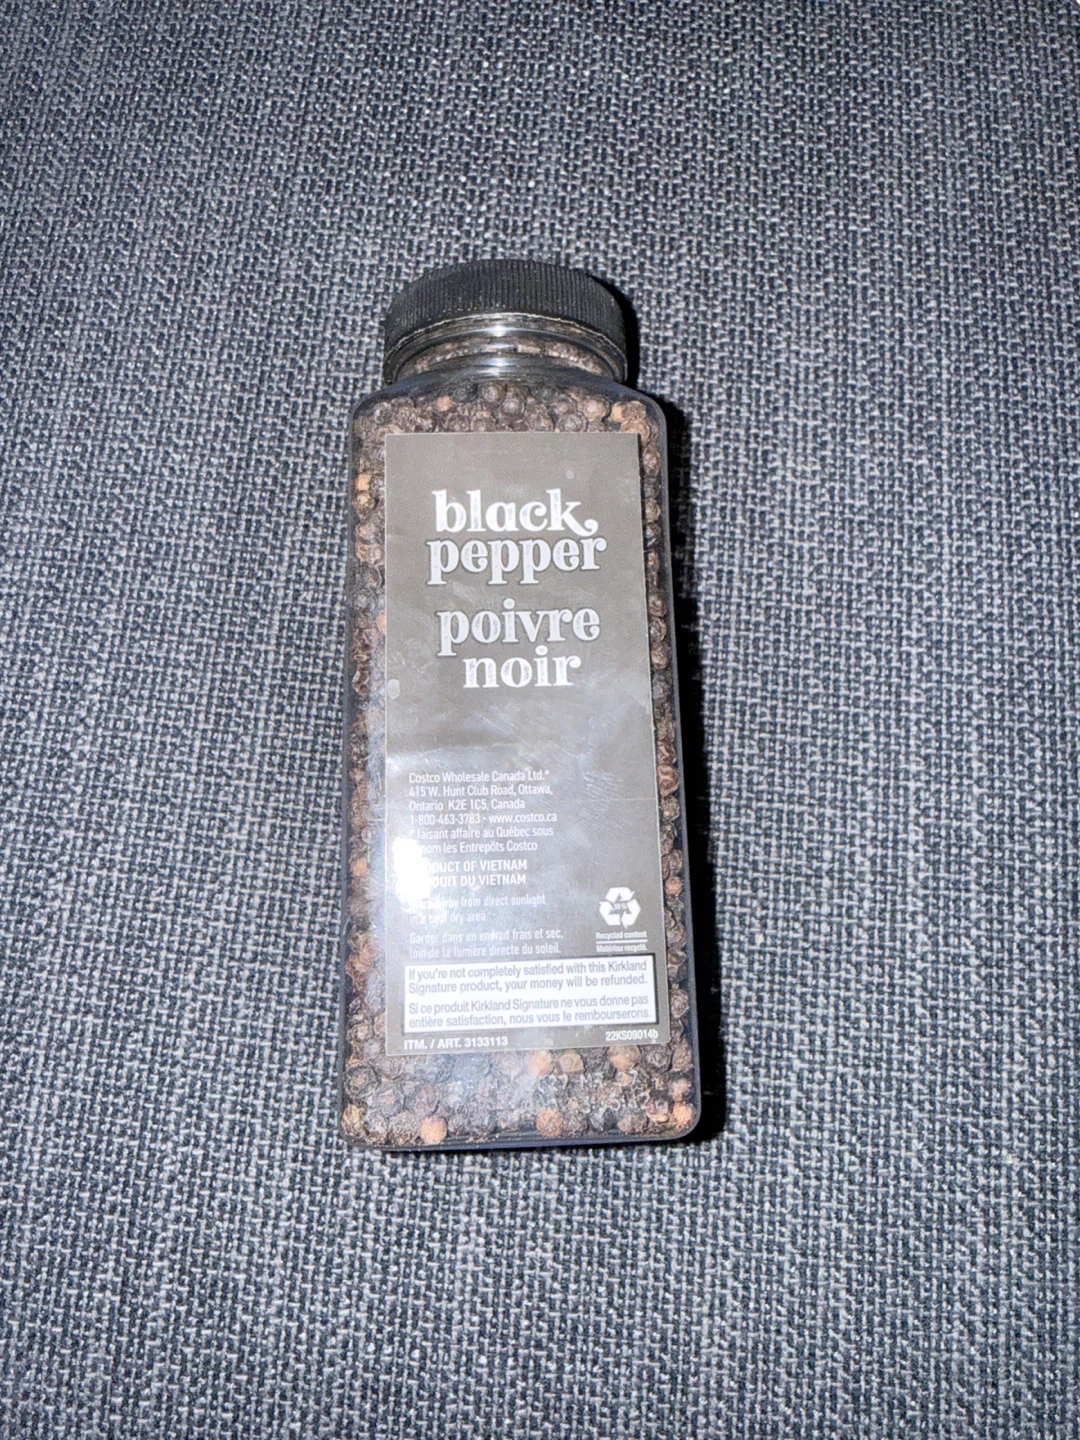 black
pepper
poivre
noir
Costco Wholesale Canada Ltd.*
415 W. Hunt Club Road, Ottawa,
Ontario K2E 1C5, Canada
1-800-463-3783 - www.costco.ca
faisant affaire au Québec sous
nom les Entrepôts Costco
OF VIETNAM
DU VIETNAM
from direct sunlight
dry area.
Garder dans en endroit frais et sec,
loin de la lumière directe du soleil.
Recycled content
Matériau recyclé
If you're not completely satisfied with this Kirkland
Signature product, your money will be refunded.
Si ce produit Kirkland Signature ne vous donne pas
entière satisfaction, nous vous le rembourserons.
ITM. / ART. 3133113
22KS09014b